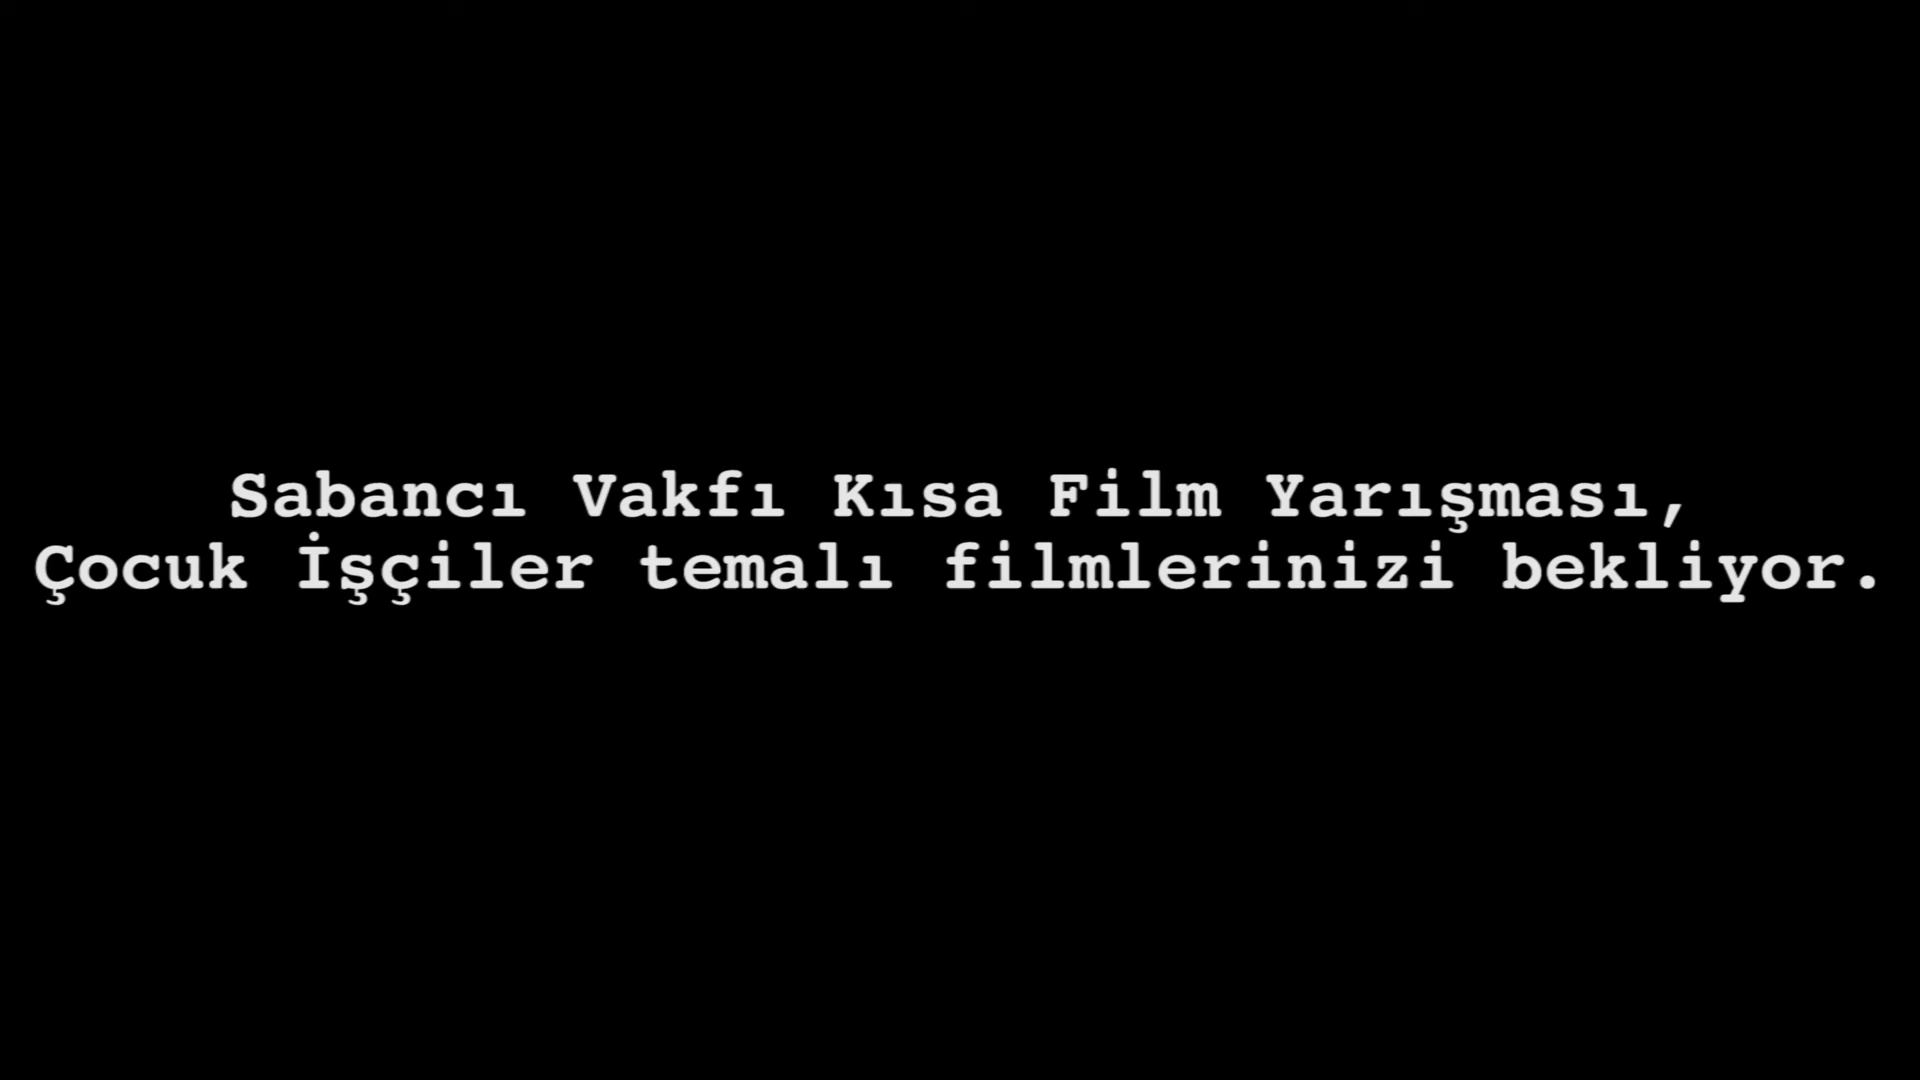 Sabancı Vakfı Kısa Film Yarışması,
Çocuk İşçiler temalı filmlerinizi bekliyor.